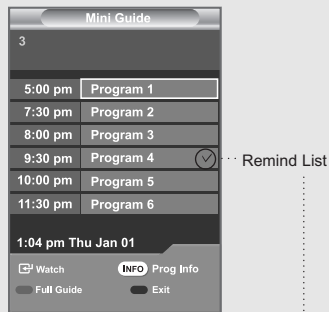 Mini Guide
3
5:00 pm Program 1
7:30 pm Program 2
8:00 pm Program 3
9:30 pm Program 4
Remind List
10:00 pm Program 5
11:30 pm Program 6
1:04 pm Thu Jan 01
Watch INFO Prog Info
Full Guide Exit